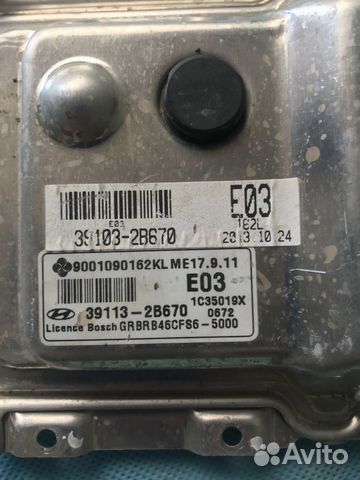 E03
39103-2B670
E03
162L
2013.10.24
9001090162KL ME17.9.11
E03
1C35019X
39113-2B670
0672
Licence Bosch GRBRB46CFS6-5000
Avito